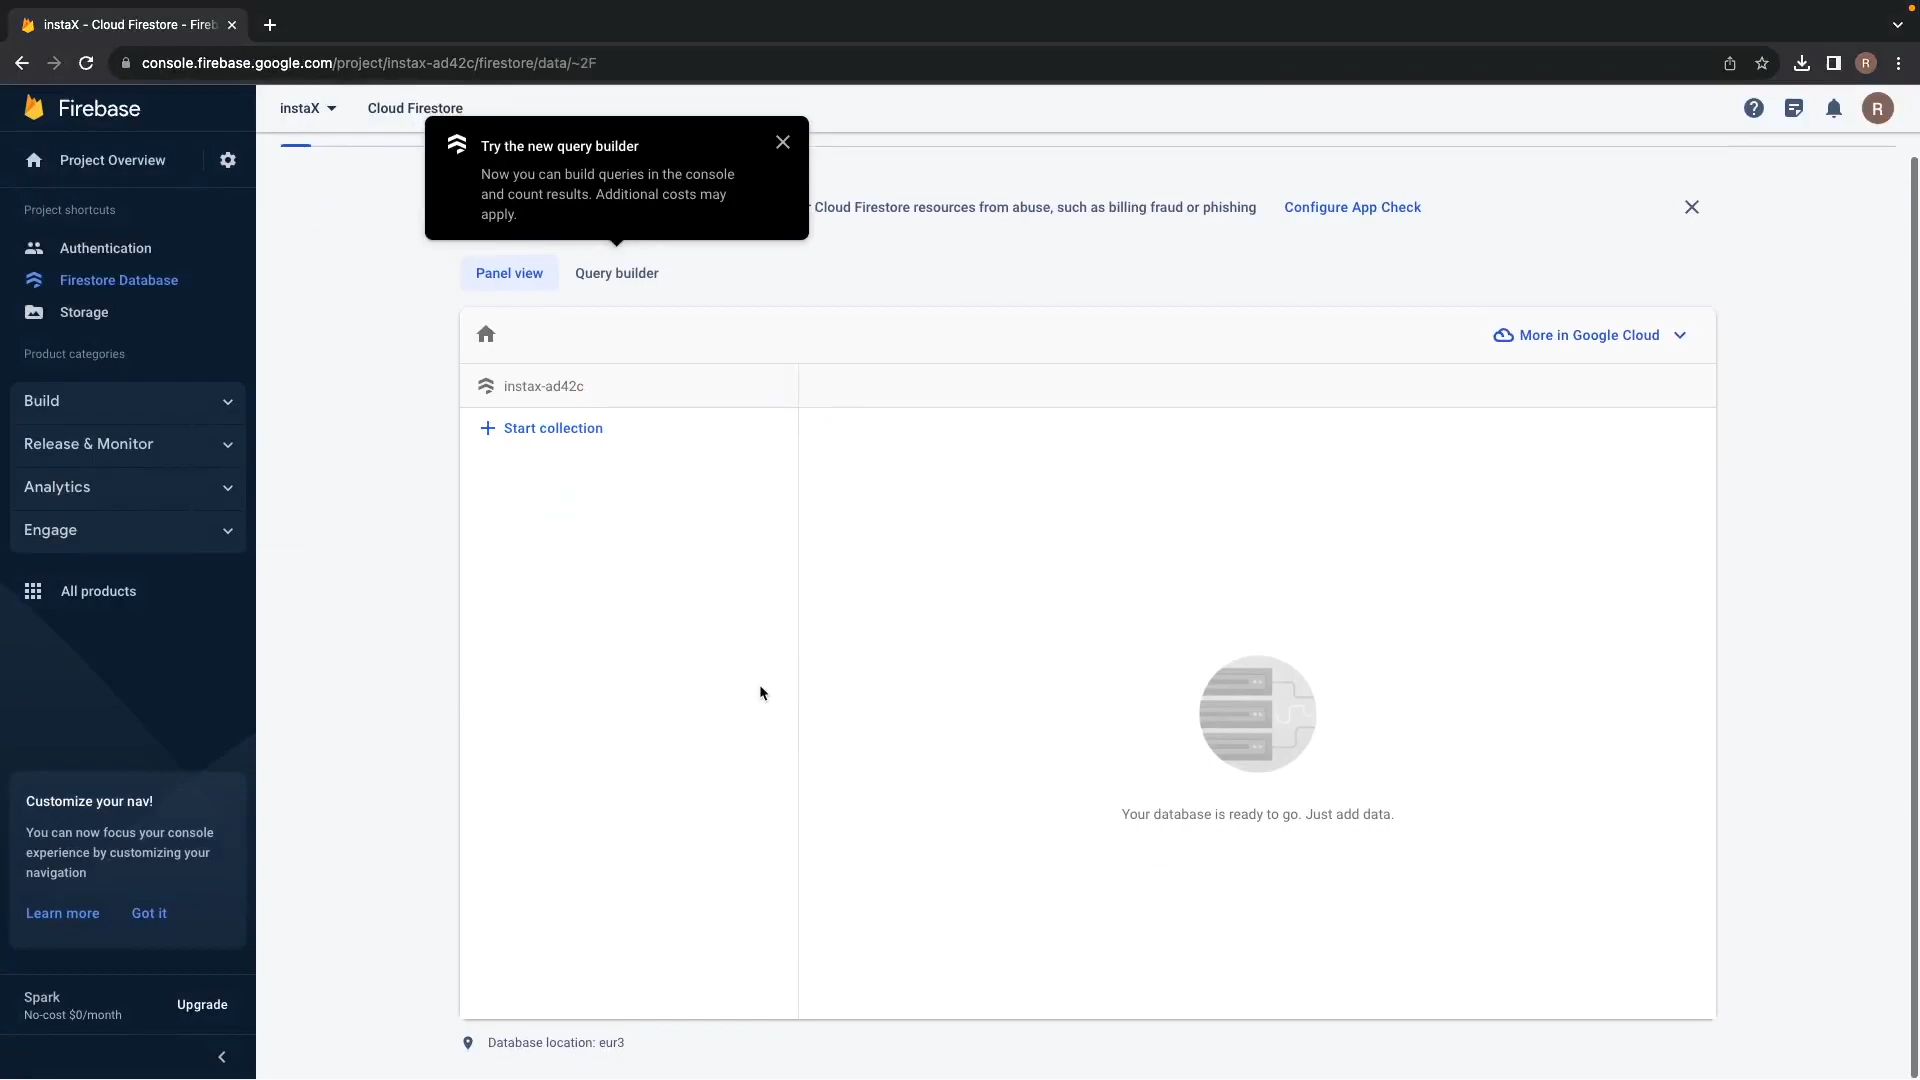 instaX - Cloud Firestore - Fireb
console.firebase.google.com/project/instax-ad42c/firestore/data/~2F
R
Firebase
instaX
Cloud Firestore
R
Project Overview
Try the new query builder
Now you can build queries in the console
and count results. Additional costs may
apply.
Cloud Firestore resources from abuse, such as billing fraud or phishing
Configure App Check
Project shortcuts
Authentication
Firestore Database
Storage
Panel view
Query builder
Product categories
Build
Release & Monitor
Analytics
Engage
All products
More in Google Cloud
instax-ad42c
Start collection
Your database is ready to go. Just add data.
Customize your nav!
You can now focus your console
experience by customizing your
navigation
Learn more
Got it
Spark
No-cost $0/month
Upgrade
Database location: eur3